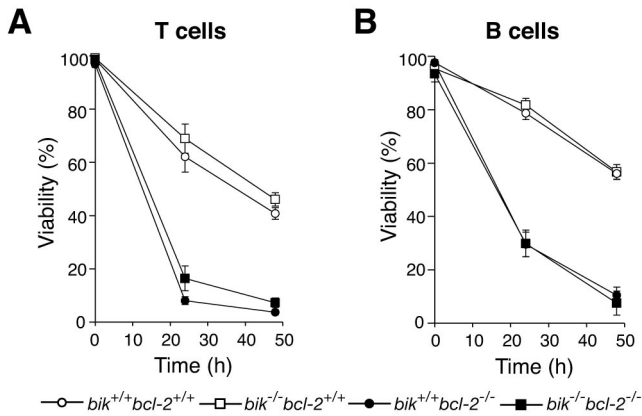 A
T cells
B
B cells
Viability (%)
100
80
60
40
20
0
0 10 20 30 40 50
Time (h)
Viability (%)
100
80
60
40
20
0
0 10 20 30 40 50
Time (h)
bik+/+bcl-2+/+ bik-/-bcl-2+/+ bik+/+bcl-2-/- bik-/-bcl-2-/-